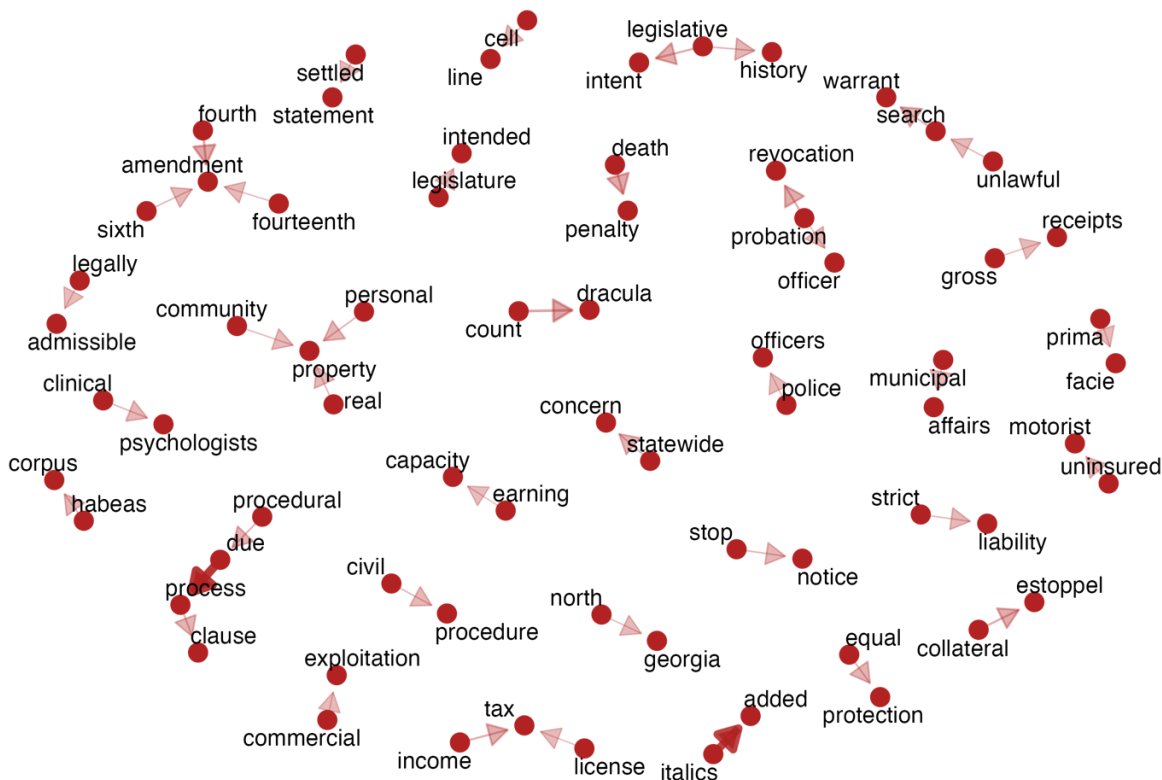 cell
line
legislative
intent
history
settled
statement
warrant
search
unlawful
fourth
amendment
sixth
fourteenth
intended
legislature
death
penalty
revocation
probation
officer
receipts
gross
legally
admissible
community
personal
property
real
count
dracula
officers
police
municipal
affairs
prima
facie
clinical
psychologists
concern
statewide
motorist
uninsured
corpus
habeas
capacity
earning
procedural
due
process
clause
strict
liability
stop
notice
civil
procedure
north
georgia
estoppel
collateral
equal
protection
exploitation
commercial
tax
income
license
added
italics